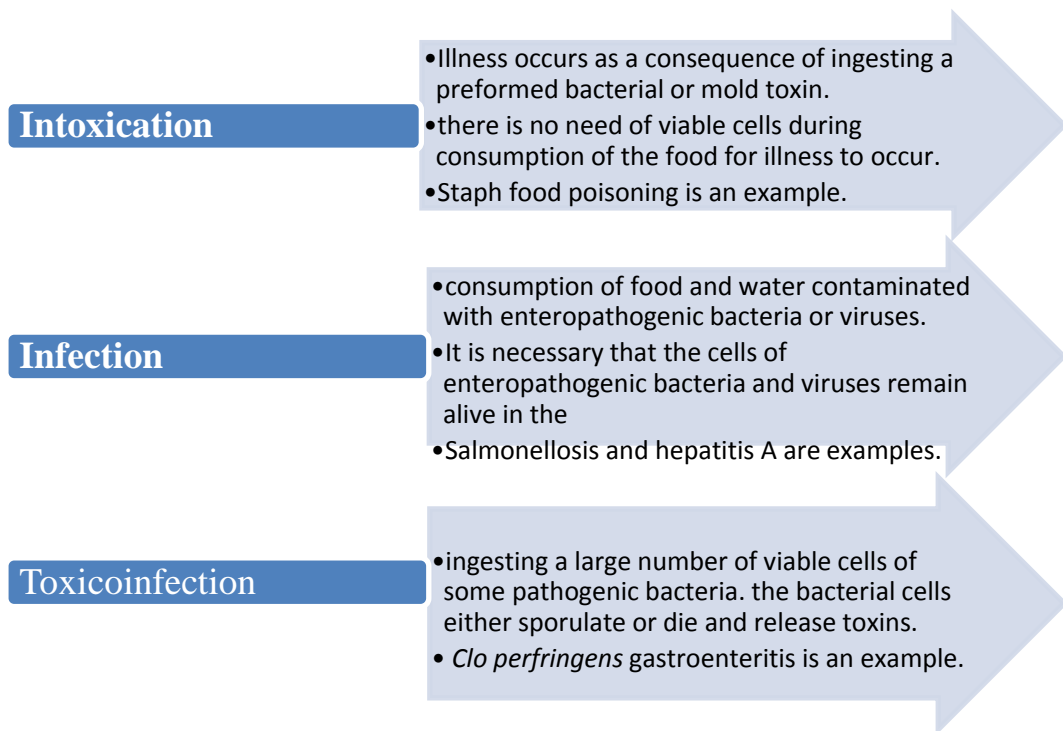 Intoxication
•Illness occurs as a consequence of ingesting a
preformed bacterial or mold toxin.
•there is no need of viable cells during
consumption of the food for illness to occur.
•Staph food poisoning is an example.
Infection
•consumption of food and water contaminated
with enteropathogenic bacteria or viruses.
•It is necessary that the cells of
enteropathogenic bacteria and viruses remain
alive in the
•Salmonellosis and hepatitis A are examples.
Toxicoinfection
•ingesting a large number of viable cells of
some pathogenic bacteria. the bacterial cells
either sporulate or die and release toxins.
• Clo perfringens gastroenteritis is an example.